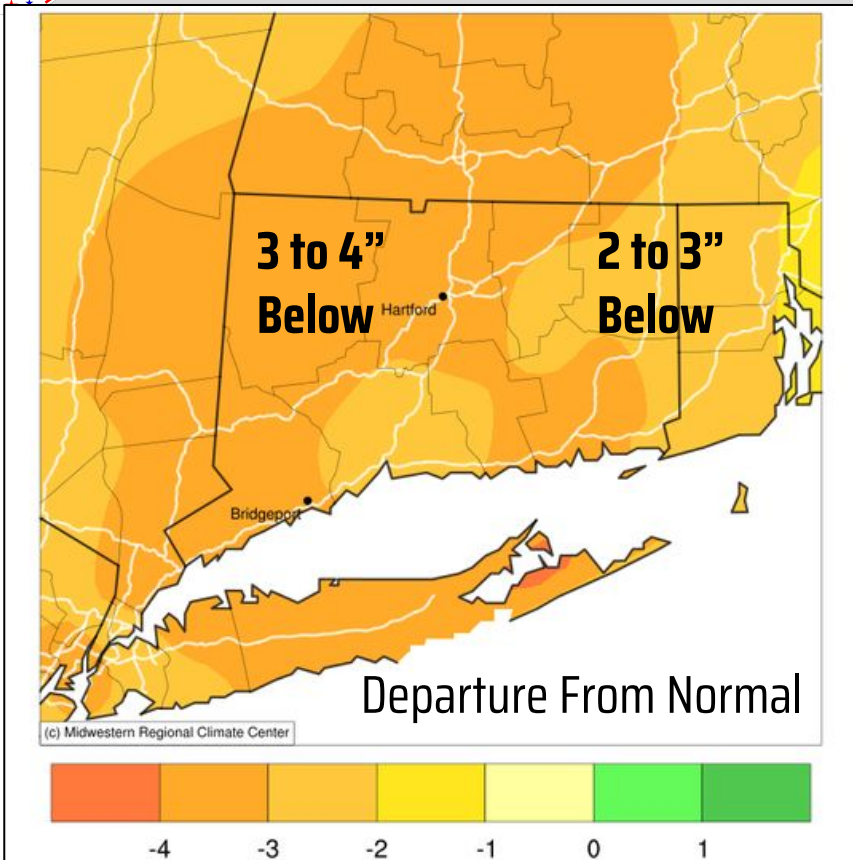 3 to 4”
Below
2 to 3”
Below
Hartford
Bridgeport
Departure From Normal
(c) Midwestern Regional Climate Center
-4 -3 -2 -1 0 1